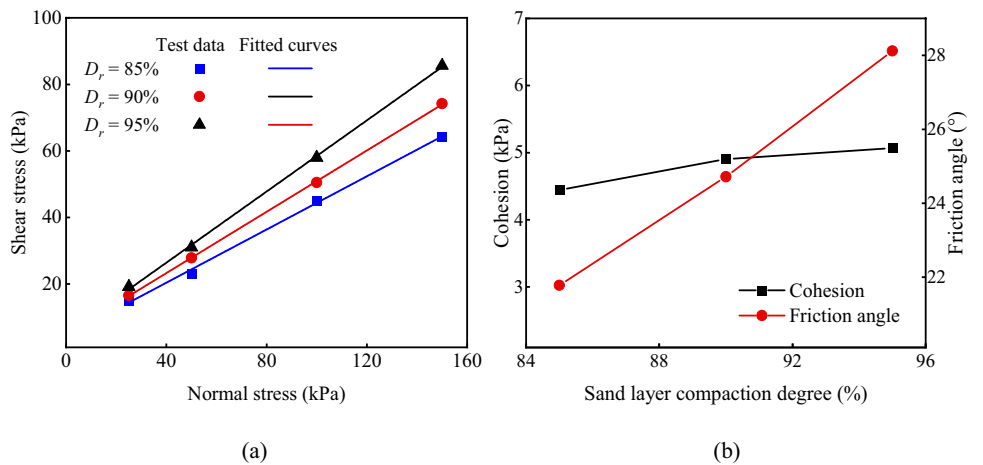 100
80
60
40
20
Shear stress (kPa)
Test data Fitted curves
D_r = 85%
D_r = 90%
D_r = 95%
0 40 80 120 160
Normal stress (kPa)
(a)
7
6
5
4
3
Cohesion (kPa)
28
26
24
22
Friction angle (°)
Cohesion
Friction angle
84 88 92 96
Sand layer compaction degree (%)
(b)